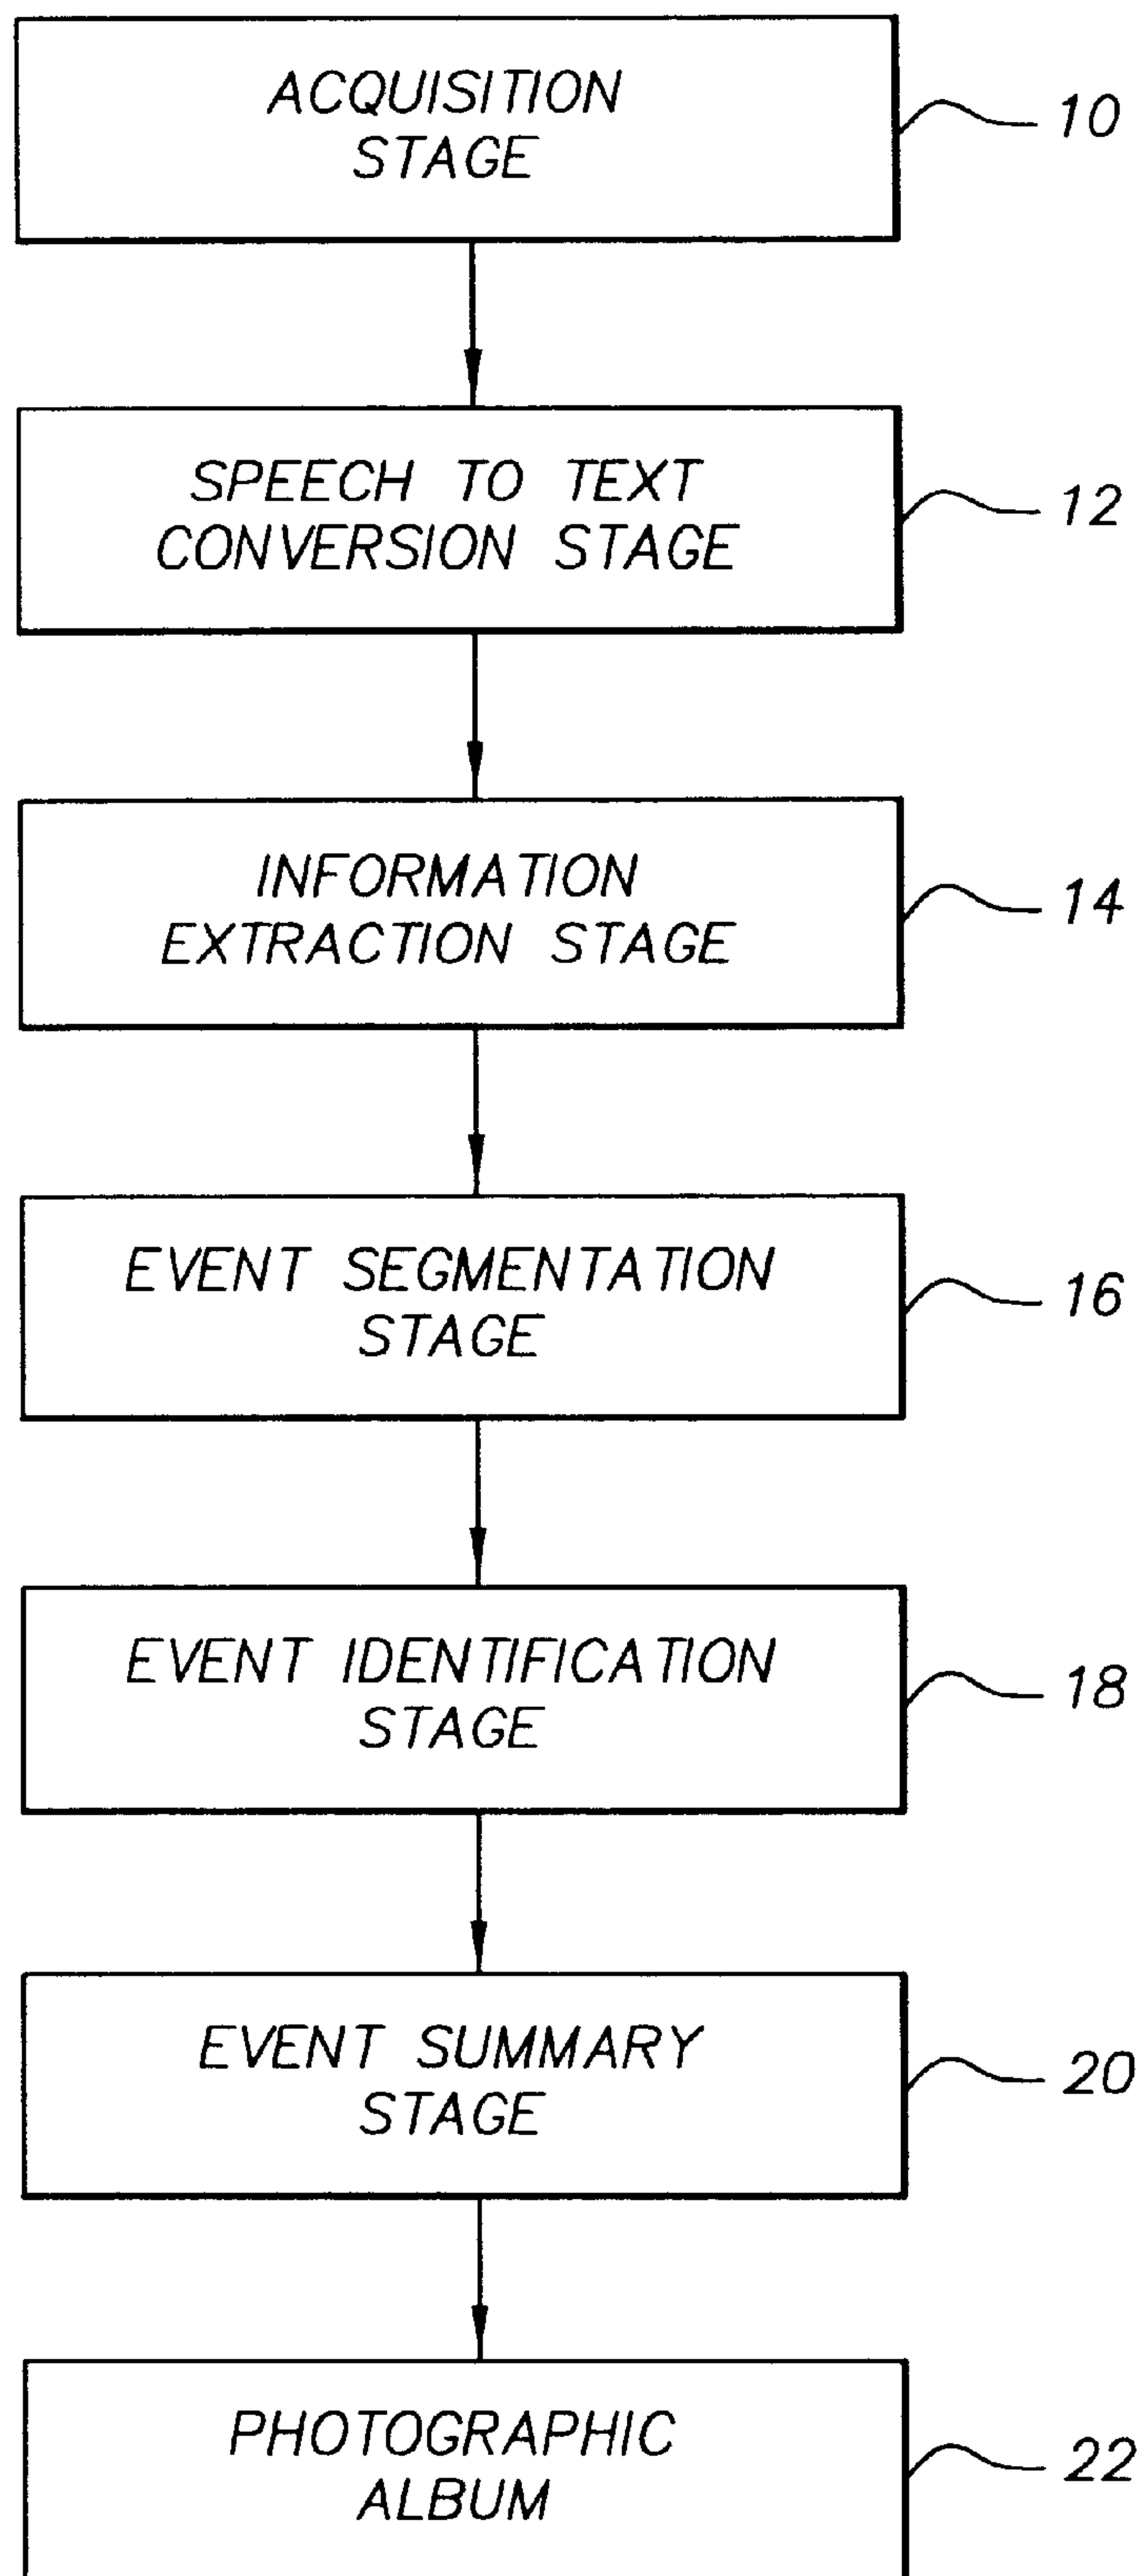 ACQUISITION
STAGE
10
SPEECH TO TEXT
CONVERSION STAGE
12
INFORMATION
EXTRACTION STAGE
14
EVENT SEGMENTATION
STAGE
16
EVENT IDENTIFICATION
STAGE
18
EVENT SUMMARY
STAGE
20
PHOTOGRAPHIC
ALBUM
22